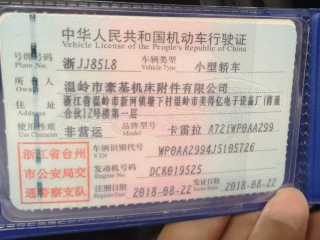 中华人民共和国机动车行驶证
Vehicle License of the People's Republic of China
号牌号码 浙JJ85L8 车辆类型 小型轿车
Plate No. Vehicle Type
所有人 温岭市豪基机床附件有限公司
Owner
住址 浙江省温岭市新河镇塘下村温岭市美得亿电子设备厂(普通合伙)2号楼第一层
Address
使用性质 非营运 品牌型号 卡雷拉 A721WP0AA299
Use Character Model
浙江省台州市公安局交通警察支队
车辆识别代号 WP0AA2994JS105726
VIN
发动机号码 DCK019525
Engine No.
注册日期 2018-08-22 发证日期 2018-08-22
Register Date Issue Date